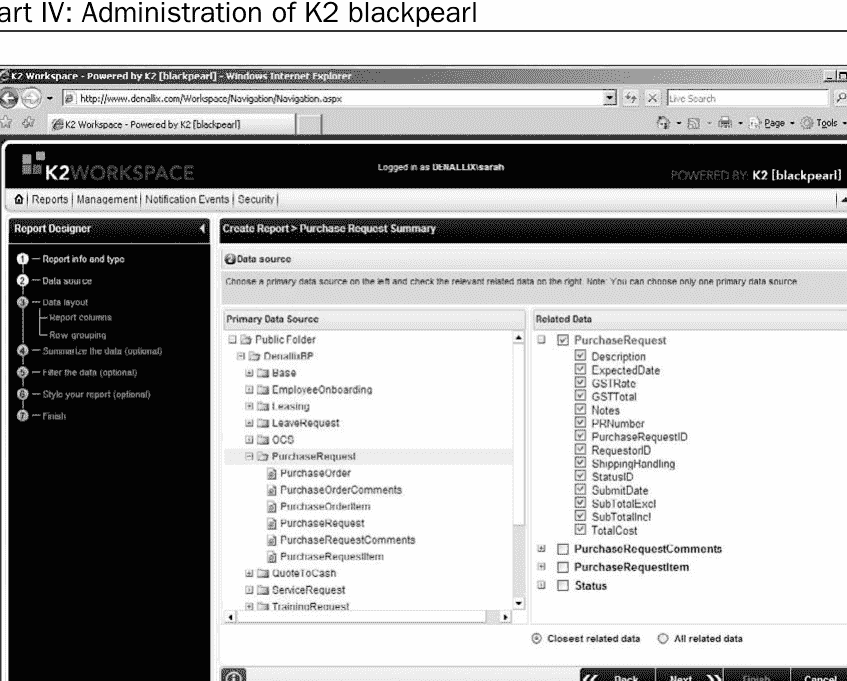 art IV: Administration of K2 blackpearl
K2 Workspace - Powered by K2 [blackpearl] - Windows Internet Explorer
http://www.denallix.com/Workspace/Navigation/Navigation.aspx
Live Search
K2 Workspace - Powered by K2 [blackpearl]
Page
Tools
K2WORKSPACE
Logged in as DENALLIX\sarah
POWERED BY K2 [blackpearl]
Reports | Management | Notification Events | Security |
Report Designer
Create Report > Purchase Request Summary
1 Report info and type
2 Data source
3 Data layout
Report columns
Row grouping
4 Summarize the data (optional)
5 Filter the data (optional)
6 Style your report (optional)
7 Finish
2 Data source
Choose a primary data source on the left and check the relevant related data on the right. Note: You can choose only one primary data source
Primary Data Source
Public Folder
DenallixBP
Base
EmployeeOnboarding
Leasing
LeaveRequest
OCS
PurchaseRequest
PurchaseOrder
PurchaseOrderComments
PurchaseOrderItem
PurchaseRequest
PurchaseRequestComments
PurchaseRequestItem
QuoteToCash
ServiceRequest
TrainingRequest
Related Data
PurchaseRequest
Description
ExpectedDate
GSTRate
GSTTotal
Notes
PRNumber
PurchaseRequestID
RequestorID
ShippingHandling
StatusID
SubmitDate
SubTotalExcl
SubTotalIncl
TotalCost
PurchaseRequestComments
PurchaseRequestItem
Status
Closest related data
All related data
Back
Next
Finish
Cancel